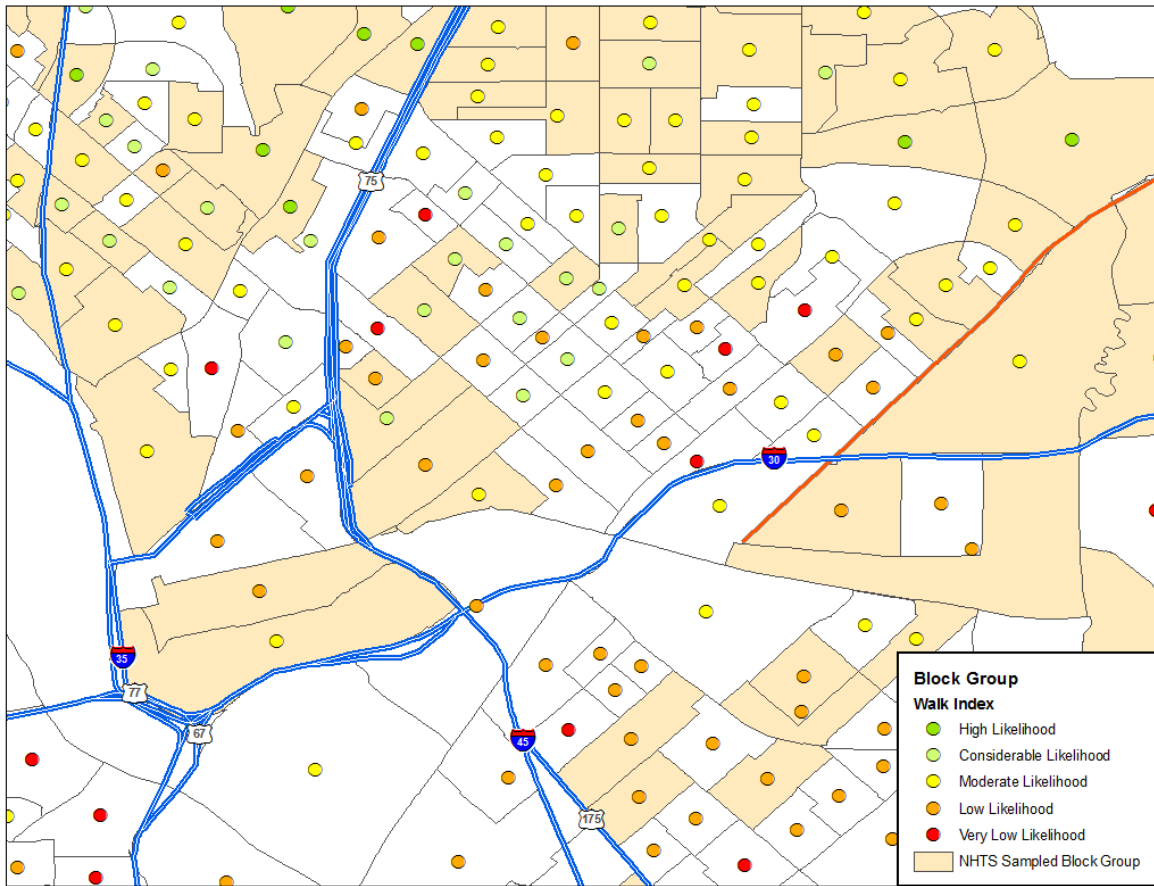 75
30
35
77
67
45
175
Block Group
Walk Index
High Likelihood
Considerable Likelihood
Moderate Likelihood
Low Likelihood
Very Low Likelihood
NHTS Sampled Block Group